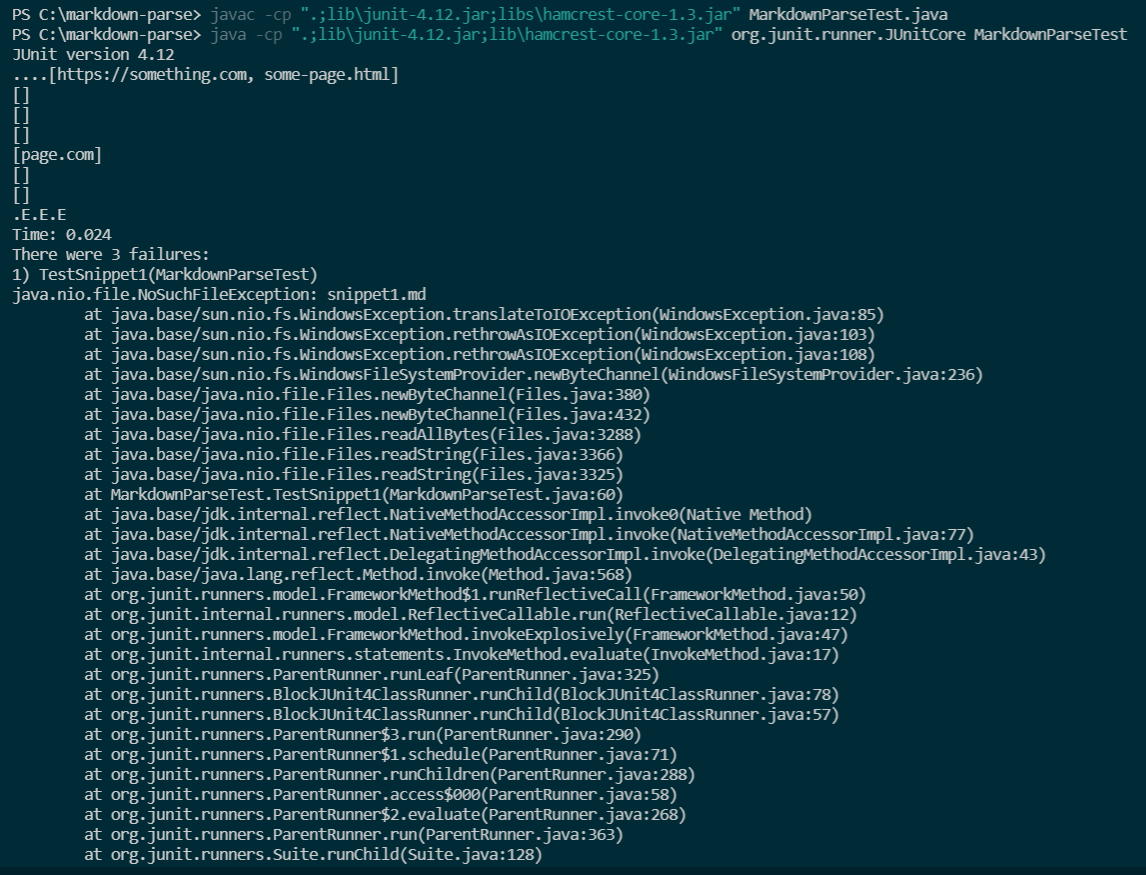 PS C:\markdown-parse> javac -cp ".;lib\junit-4.12.jar;libs\hamcrest-core-1.3.jar" MarkdownParseTest.java
PS C:\markdown-parse> java -cp ".;lib\junit-4.12.jar;lib\hamcrest-core-1.3.jar" org.junit.runner.JUnitCore MarkdownParseTest
JUnit version 4.12
....[https://something.com, some-page.html]
[]
[]
[]
[page.com]
[]
[]
.E.E.E
Time: 0.024
There were 3 failures:
1) TestSnippet1(MarkdownParseTest)
java.nio.file.NoSuchFileException: snippet1.md
at java.base/sun.nio.fs.WindowsException.translateToIOException(WindowsException.java:85)
at java.base/sun.nio.fs.WindowsException.rethrowAsIOException(WindowsException.java:103)
at java.base/sun.nio.fs.WindowsException.rethrowAsIOException(WindowsException.java:108)
at java.base/sun.nio.fs.WindowsFileSystemProvider.newByteChannel(WindowsFileSystemProvider.java:236)
at java.base/java.nio.file.Files.newByteChannel(Files.java:380)
at java.base/java.nio.file.Files.newByteChannel(Files.java:432)
at java.base/java.nio.file.Files.readAllBytes(Files.java:3288)
at java.base/java.nio.file.Files.readString(Files.java:3366)
at java.base/java.nio.file.Files.readString(Files.java:3325)
at MarkdownParseTest.TestSnippet1(MarkdownParseTest.java:60)
at java.base/jdk.internal.reflect.NativeMethodAccessorImpl.invoke0(Native Method)
at java.base/jdk.internal.reflect.NativeMethodAccessorImpl.invoke(NativeMethodAccessorImpl.java:77)
at java.base/jdk.internal.reflect.DelegatingMethodAccessorImpl.invoke(DelegatingMethodAccessorImpl.java:43)
at java.base/java.lang.reflect.Method.invoke(Method.java:568)
at org.junit.runners.model.FrameworkMethod$1.runReflectiveCall(FrameworkMethod.java:50)
at org.junit.internal.runners.model.ReflectiveCallable.run(ReflectiveCallable.java:12)
at org.junit.runners.model.FrameworkMethod.invokeExplosively(FrameworkMethod.java:47)
at org.junit.internal.runners.statements.InvokeMethod.evaluate(InvokeMethod.java:17)
at org.junit.runners.ParentRunner.runLeaf(ParentRunner.java:325)
at org.junit.runners.BlockJUnit4ClassRunner.runChild(BlockJUnit4ClassRunner.java:78)
at org.junit.runners.BlockJUnit4ClassRunner.runChild(BlockJUnit4ClassRunner.java:57)
at org.junit.runners.ParentRunner$3.run(ParentRunner.java:290)
at org.junit.runners.ParentRunner$1.schedule(ParentRunner.java:71)
at org.junit.runners.ParentRunner.runChildren(ParentRunner.java:288)
at org.junit.runners.ParentRunner.access$000(ParentRunner.java:58)
at org.junit.runners.ParentRunner$2.evaluate(ParentRunner.java:268)
at org.junit.runners.ParentRunner.run(ParentRunner.java:363)
at org.junit.runners.Suite.runChild(Suite.java:128)